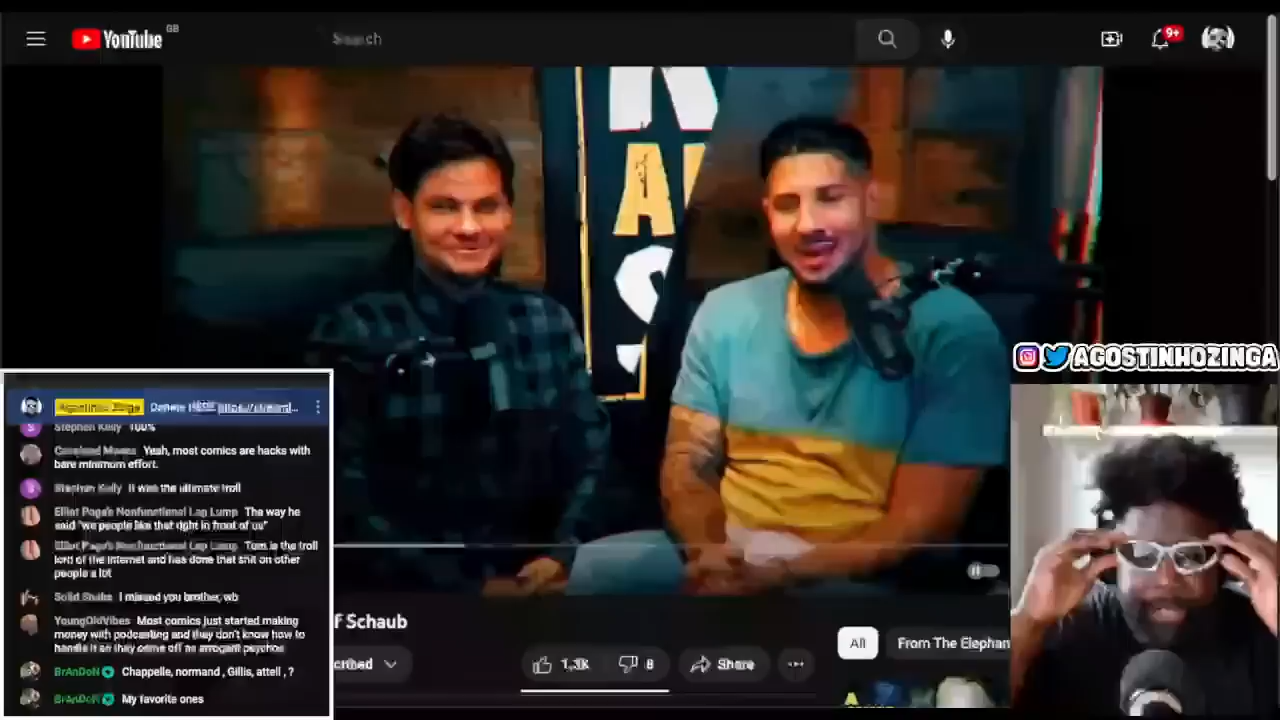 YouTube GB
Search
9+
K
A
S
T
AGOSTINHOZINGA
Stephen Kelly 100%
Yeah, most comics are hacks with
bare minimum effort.
Stephen Kelly It was the ultimate troll
Elliot Page's Nonfunctional Lap Lump The way he
said "we people like that right in front of us"
Elliot Page's Nonfunctional Lap Lump Tom is the troll
lord of the internet and has done that shit on other
people a lot
Solid Snake I missed you brother, wb
YoungOldVibes Most comics just started making
money with podcasting and they don't know how to
handle it so they come off as arrogant psychos
BrAnDoN Chappelle, normand , Gillis, attell , ?
BrAnDoN My favorite ones
f Schaub
1.3k
8
Share
All
From The Elephan